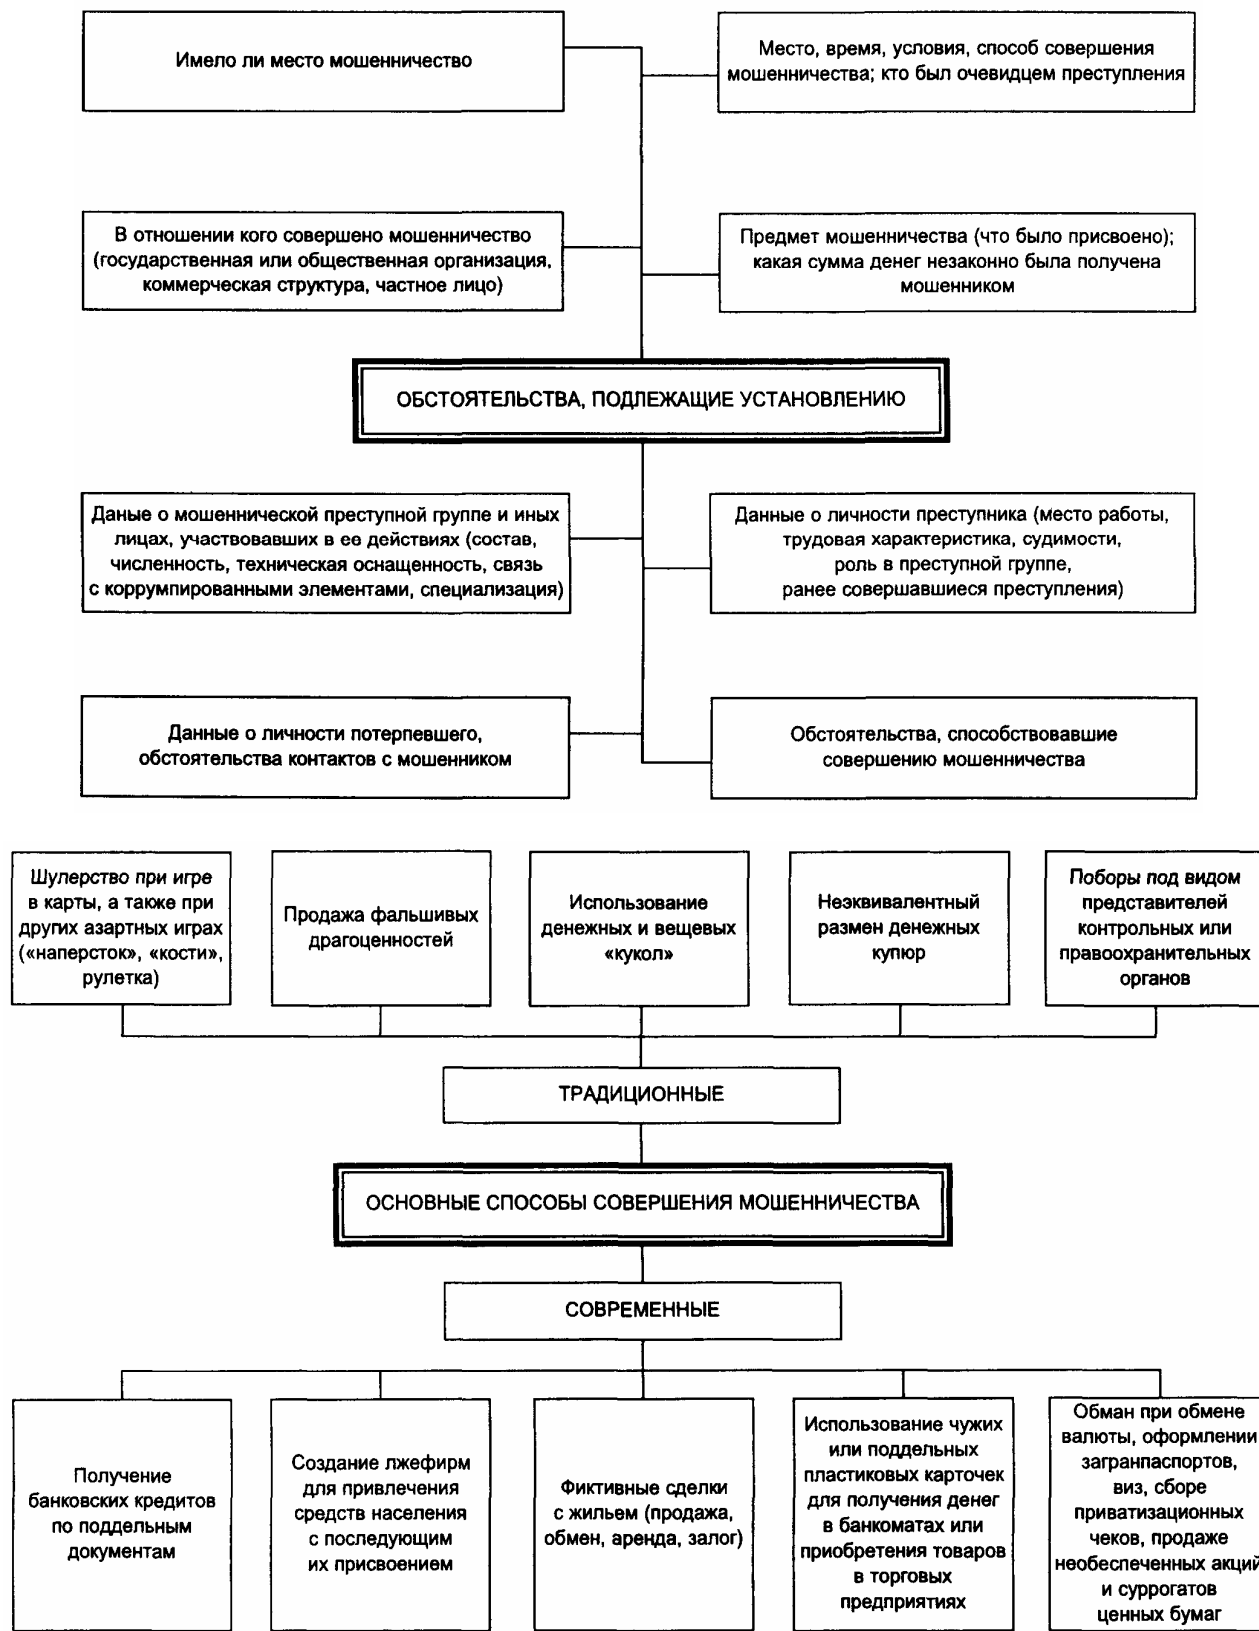 Имело ли место мошенничество
Место, время, условия, способ совершения
мошенничества; кто был очевидцем преступления
В отношении кого совершено мошенничество
(государственная или общественная организация,
коммерческая структура, частное лицо)
Предмет мошенничества (что было присвоено);
какая сумма денег незаконно была получена
мошенником
ОБСТОЯТЕЛЬСТВА, ПОДЛЕЖАЩИЕ УСТАНОВЛЕНИЮ
Даные о мошеннической преступной группе и иных
лицах, участвовавших в ее действиях (состав,
численность, техническая оснащенность, связь
с коррумпированными элементами, специализация)
Данные о личности преступника (место работы,
трудовая характеристика, судимости,
роль в преступной группе,
ранее совершавшиеся преступления)
Данные о личности потерпевшего,
обстоятельства контактов с мошенником
Обстоятельства, способствовавшие
совершению мошенничества
Шулерство при игре
в карты, а также при
других азартных играх
(«наперсток», «кости»,
рулетка)
Продажа фальшивых
драгоценностей
Использование
денежных и вещевых
«кукол»
Неэквивалентный
размен денежных
купюр
Поборы под видом
представителей
контрольных или
правоохранительных
органов
ТРАДИЦИОННЫЕ
ОСНОВНЫЕ СПОСОБЫ СОВЕРШЕНИЯ МОШЕННИЧЕСТВА
СОВРЕМЕННЫЕ
Получение
банковских кредитов
по поддельным
документам
Создание лжефирм
для привлечения
средств населения
с последующим
их присвоением
Фиктивные сделки
с жильем (продажа,
обмен, аренда, залог)
Использование чужих
или поддельных
пластиковых карточек
для получения денег
в банкоматах или
приобретения товаров
в торговых
предприятиях
Обман при обмене
валюты, оформлении
загранпаспортов,
виз, сборе
приватизационных
чеков, продаже
необеспеченных акций
и суррогатов
ценных бумаг